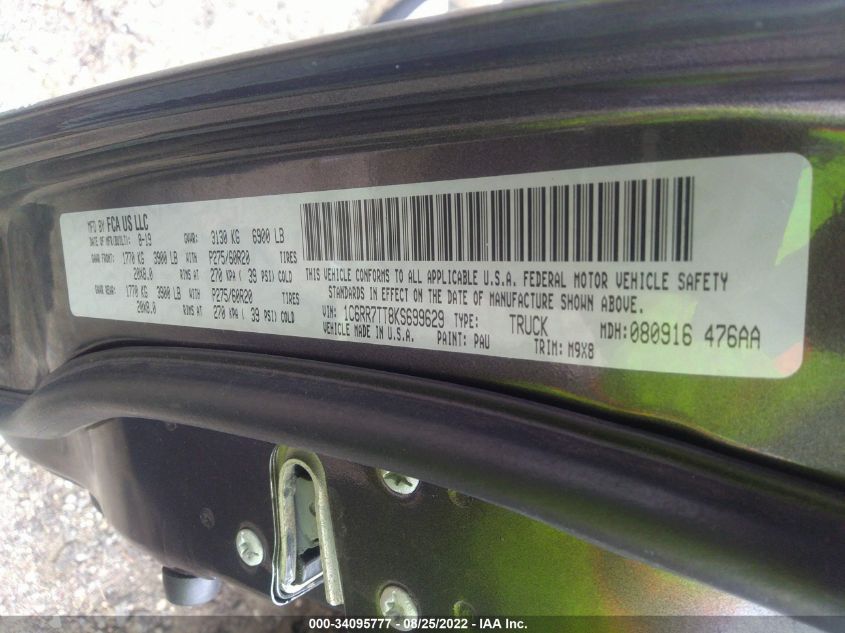 MFD BY FCA US LLC
DATE OF MFR(BUILT): 8-19 GVWR: 3130 KG 6900 LB
GAWR FRONT: 1770 KG 3900 LB WITH P275/60R20 TIRES
20X8.0 RIMS AT 270 KPA ( 39 PSI) COLD
GAWR REAR: 1770 KG 3900 LB WITH P275/60R20 TIRES
20X8.0 RIMS AT 270 KPA ( 39 PSI) COLD
THIS VEHICLE CONFORMS TO ALL APPLICABLE U.S.A. FEDERAL MOTOR VEHICLE SAFETY
STANDARDS IN EFFECT ON THE DATE OF MANUFACTURE SHOWN ABOVE.
VIN: 1C6RR7TT8KS699629 TYPE: TRUCK MDH: 080916 476AA
VEHICLE MADE IN U.S.A. PAINT: PAU TRIM: M9X8
000-34095777 - 08/25/2022 - IAA Inc.